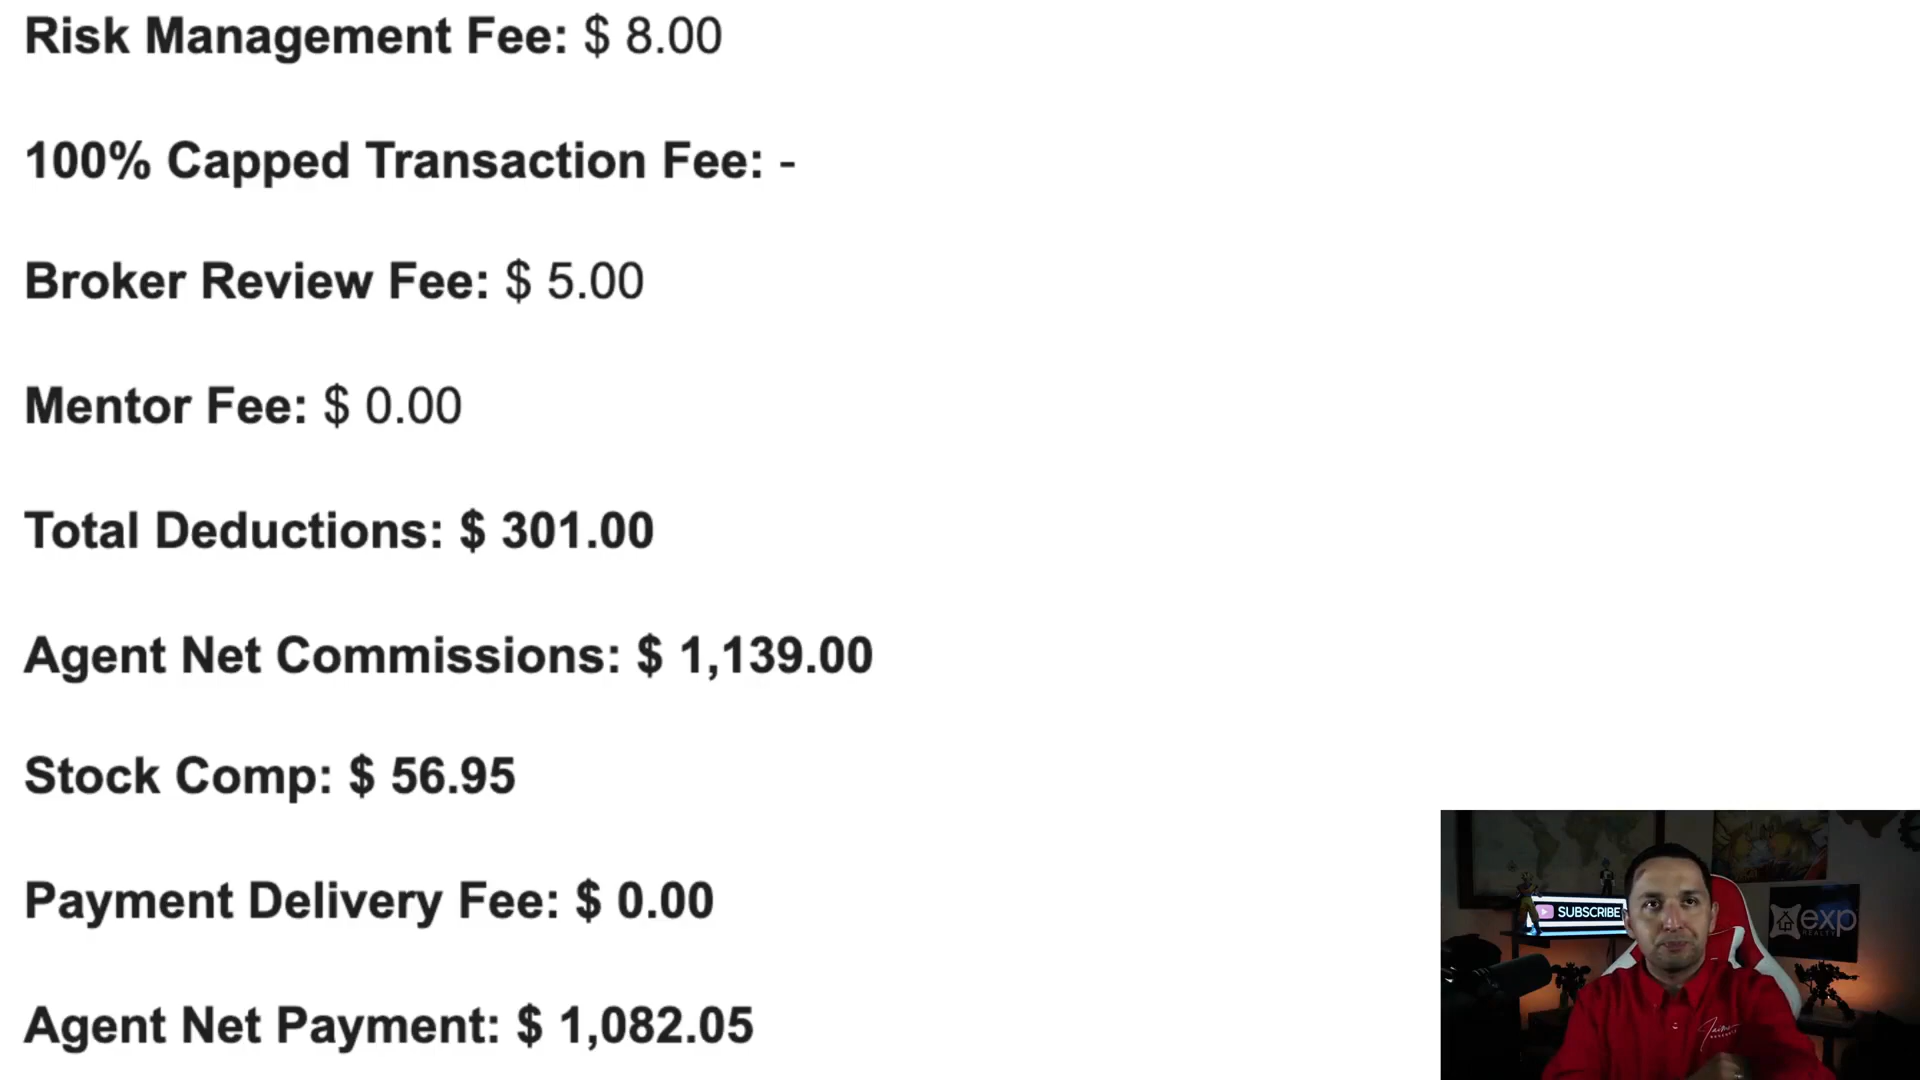 Risk Management Fee: $ 8.00
100% Capped Transaction Fee: -
Broker Review Fee: $ 5.00
Mentor Fee: $ 0.00
Total Deductions: $ 301.00
Agent Net Commissions: $ 1,139.00
Stock Comp: $ 56.95
Payment Delivery Fee: $ 0.00
Agent Net Payment: $ 1,082.05
SUBSCRIBE
exp
REALTY
Jaime